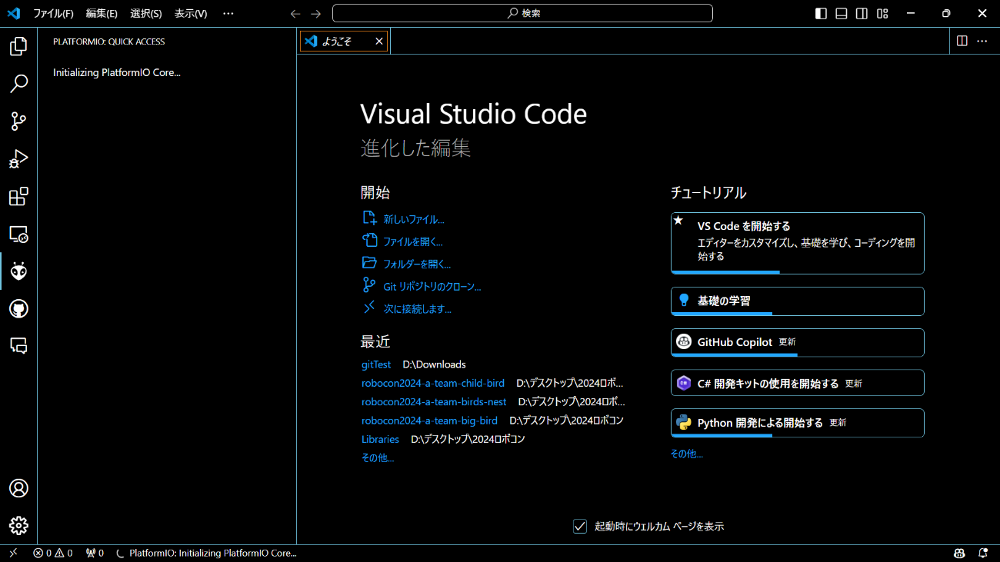 ファイル(F) 編集(E) 選択(S) 表示(V) … 検索
PLATFORMIO: QUICK ACCESS
Initializing PlatformIO Core...
ようこそ
Visual Studio Code
進化した編集
開始
新しいファイル...
ファイルを開く...
フォルダーを開く...
Git リポジトリのクローン...
次に接続します...
最近
gitTest D:\Downloads
robocon2024-a-team-child-bird D:\デスクトップ\2024ロボ...
robocon2024-a-team-birds-nest D:\デスクトップ\2024ロボ...
robocon2024-a-team-big-bird D:\デスクトップ\2024ロボコン
Libraries D:\デスクトップ\2024ロボコン
その他...
チュートリアル
VS Code を開始する
エディターをカスタマイズし、基礎を学び、コーディングを開
始する
基礎の学習
GitHub Copilot 更新
C# 開発キットの使用を開始する 更新
Python 開発による開始する 更新
その他...
起動時にウェルカム ページを表示
0 0 0 PlatformIO: Initializing PlatformIO Core...